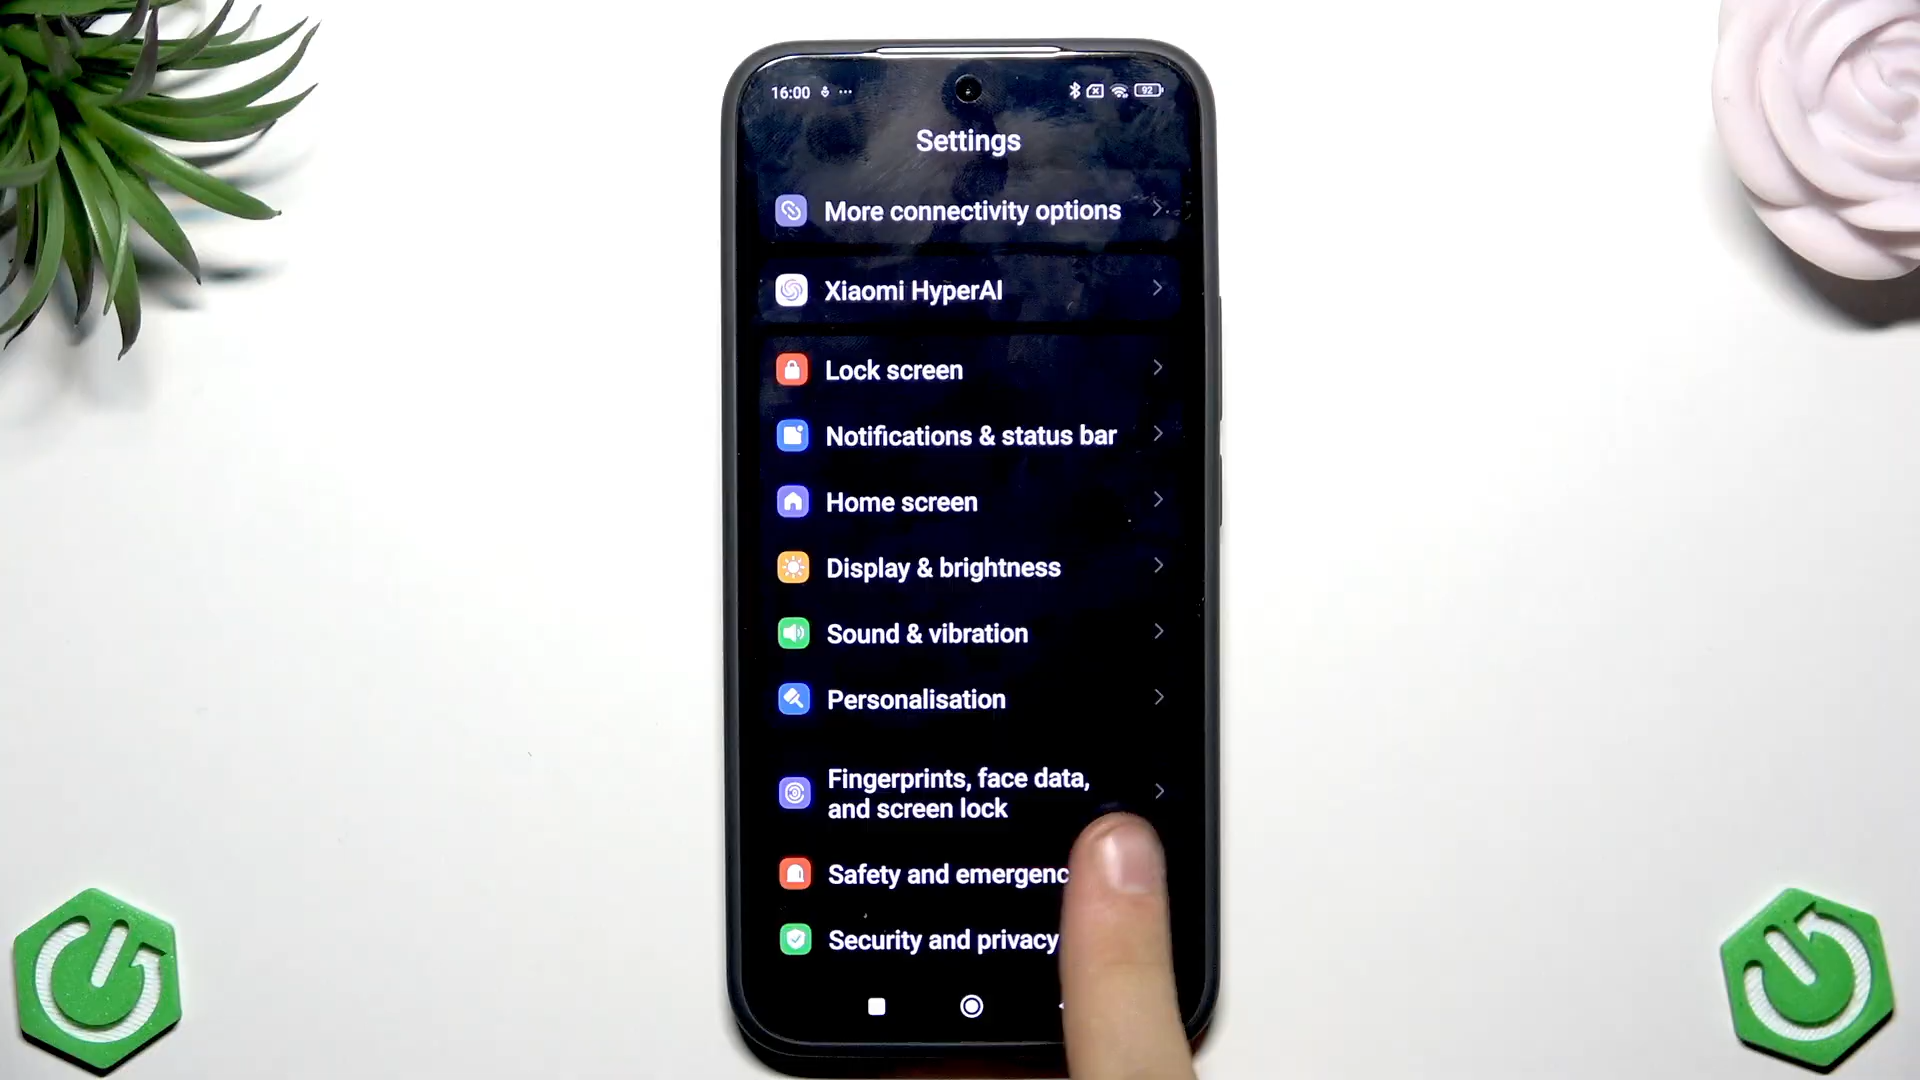 16:00
92
Settings
More connectivity options
Xiaomi HyperAI
Lock screen
Notifications & status bar
Home screen
Display & brightness
Sound & vibration
Personalisation
Fingerprints, face data,
and screen lock
Safety and emergenc
Security and privacy